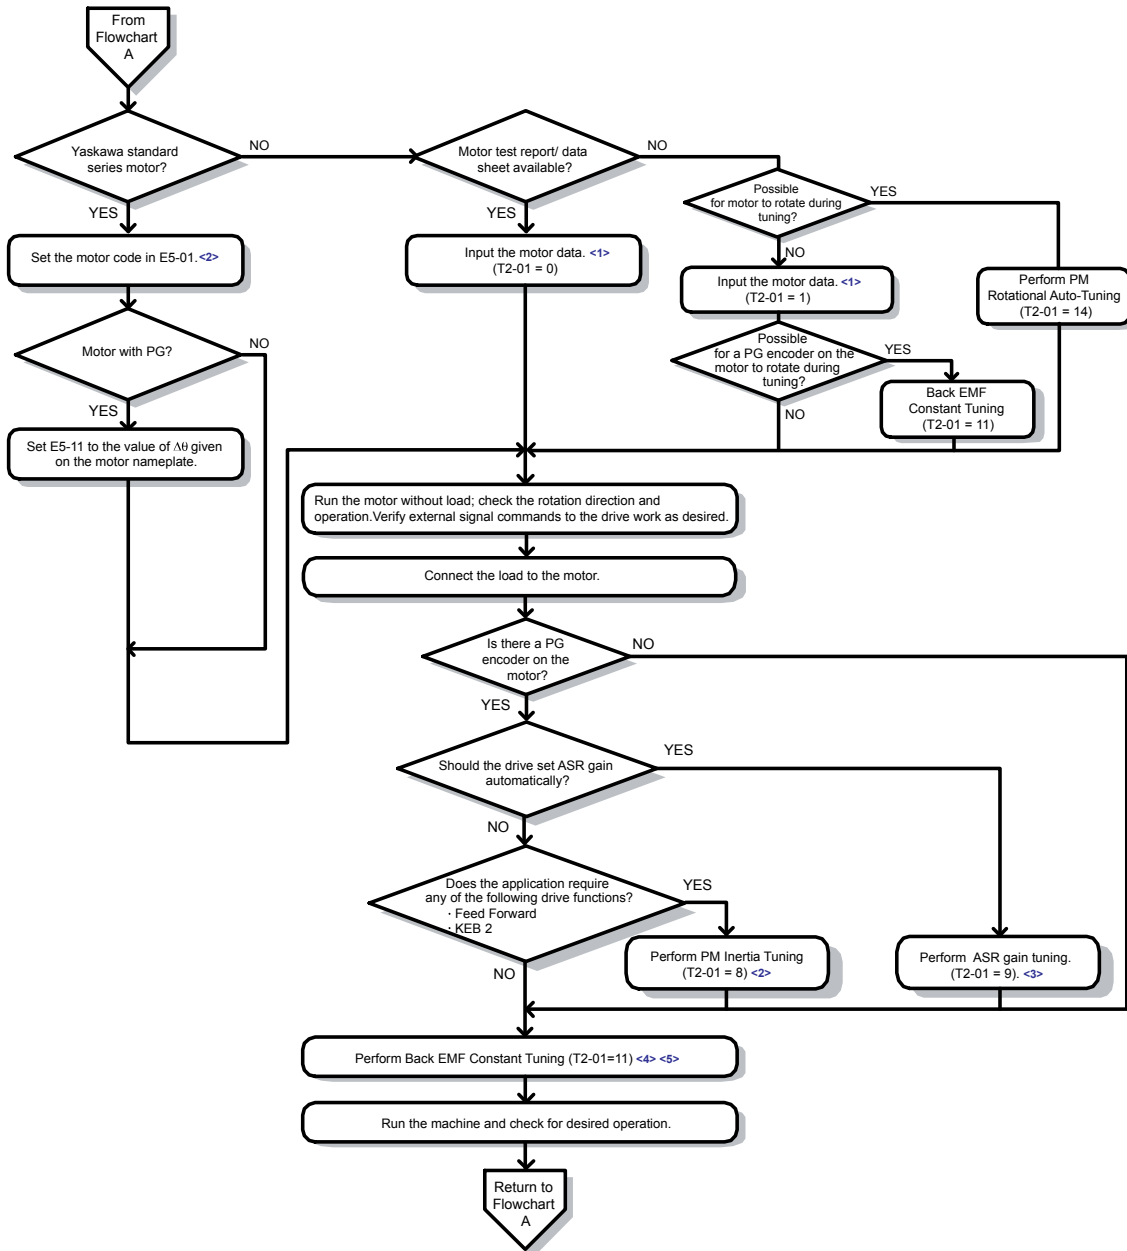 From
Flowchart
A
Yaskawa standard
series motor?
NO
YES
Motor test report/ data
sheet available?
NO
YES
Possible
for motor to rotate during
tuning?
YES
NO
Set the motor code in E5-01.<2>
Input the motor data. <1>
(T2-01 = 0)
Input the motor data. <1>
(T2-01 = 1)
Perform PM
Rotational Auto-Tuning
(T2-01 = 14)
Motor with PG?
NO
YES
Possible
for a PG encoder on the
motor to rotate during
tuning?
YES
NO
Back EMF
Constant Tuning
(T2-01 = 11)
Set E5-11 to the value of Δθ given
on the motor nameplate.
Run the motor without load; check the rotation direction and
operation.Verify external signal commands to the drive work as desired.
Connect the load to the motor.
Is there a PG
encoder on the
motor?
NO
YES
Should the drive set ASR gain
automatically?
YES
NO
Does the application require
any of the following drive functions?
· Feed Forward
· KEB 2
YES
NO
Perform PM Inertia Tuning
(T2-01 = 8) <2>
Perform ASR gain tuning.
(T2-01 = 9). <3>
Perform Back EMF Constant Tuning (T2-01=11) <4> <5>
Run the machine and check for desired operation.
Return to
Flowchart
A